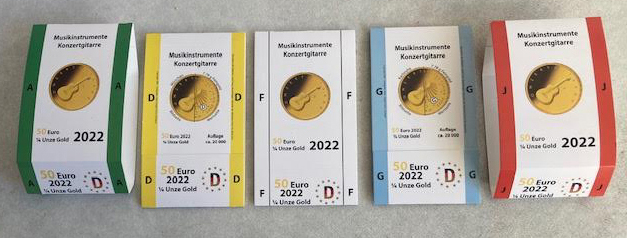 Musikinstrumente
Konzertgitarre
A A
50 Euro
¼ Unze Gold
2022
50 Euro
2022
¼ Unze Gold
D
A A
Musikinstrumente
Konzertgitarre
D D
50 Euro 2022
¼ Unze Gold
Auflage
ca. 20 000
50 Euro
2022
¼ Unze Gold
D
D D
Musikinstrumente
Konzertgitarre
F F
50 Euro
¼ Unze Gold
2022
50 Euro
2022
¼ Unze Gold
D
F F
Musikinstrumente
Konzertgitarre
G G
50 Euro 2022
¼ Unze Gold
Auflage
ca. 20 000
50 Euro
2022
¼ Unze Gold
D
G G
Musikinstrumente
Konzertgitarre
J J
50 Euro
¼ Unze Gold
2022
50 Euro
2022
¼ Unze Gold
D
J J